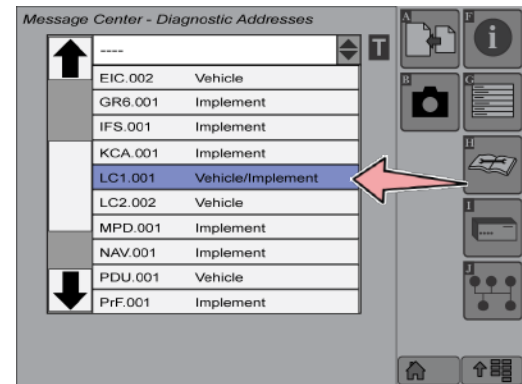 Message Center - Diagnostic Addresses
----
T
EIC.002 Vehicle
GR6.001 Implement
IFS.001 Implement
KCA.001 Implement
LC1.001 Vehicle/Implement
LC2.002 Vehicle
MPD.001 Implement
NAV.001 Implement
PDU.001 Vehicle
PrF.001 Implement
A
F
i
B
G
H
I
J